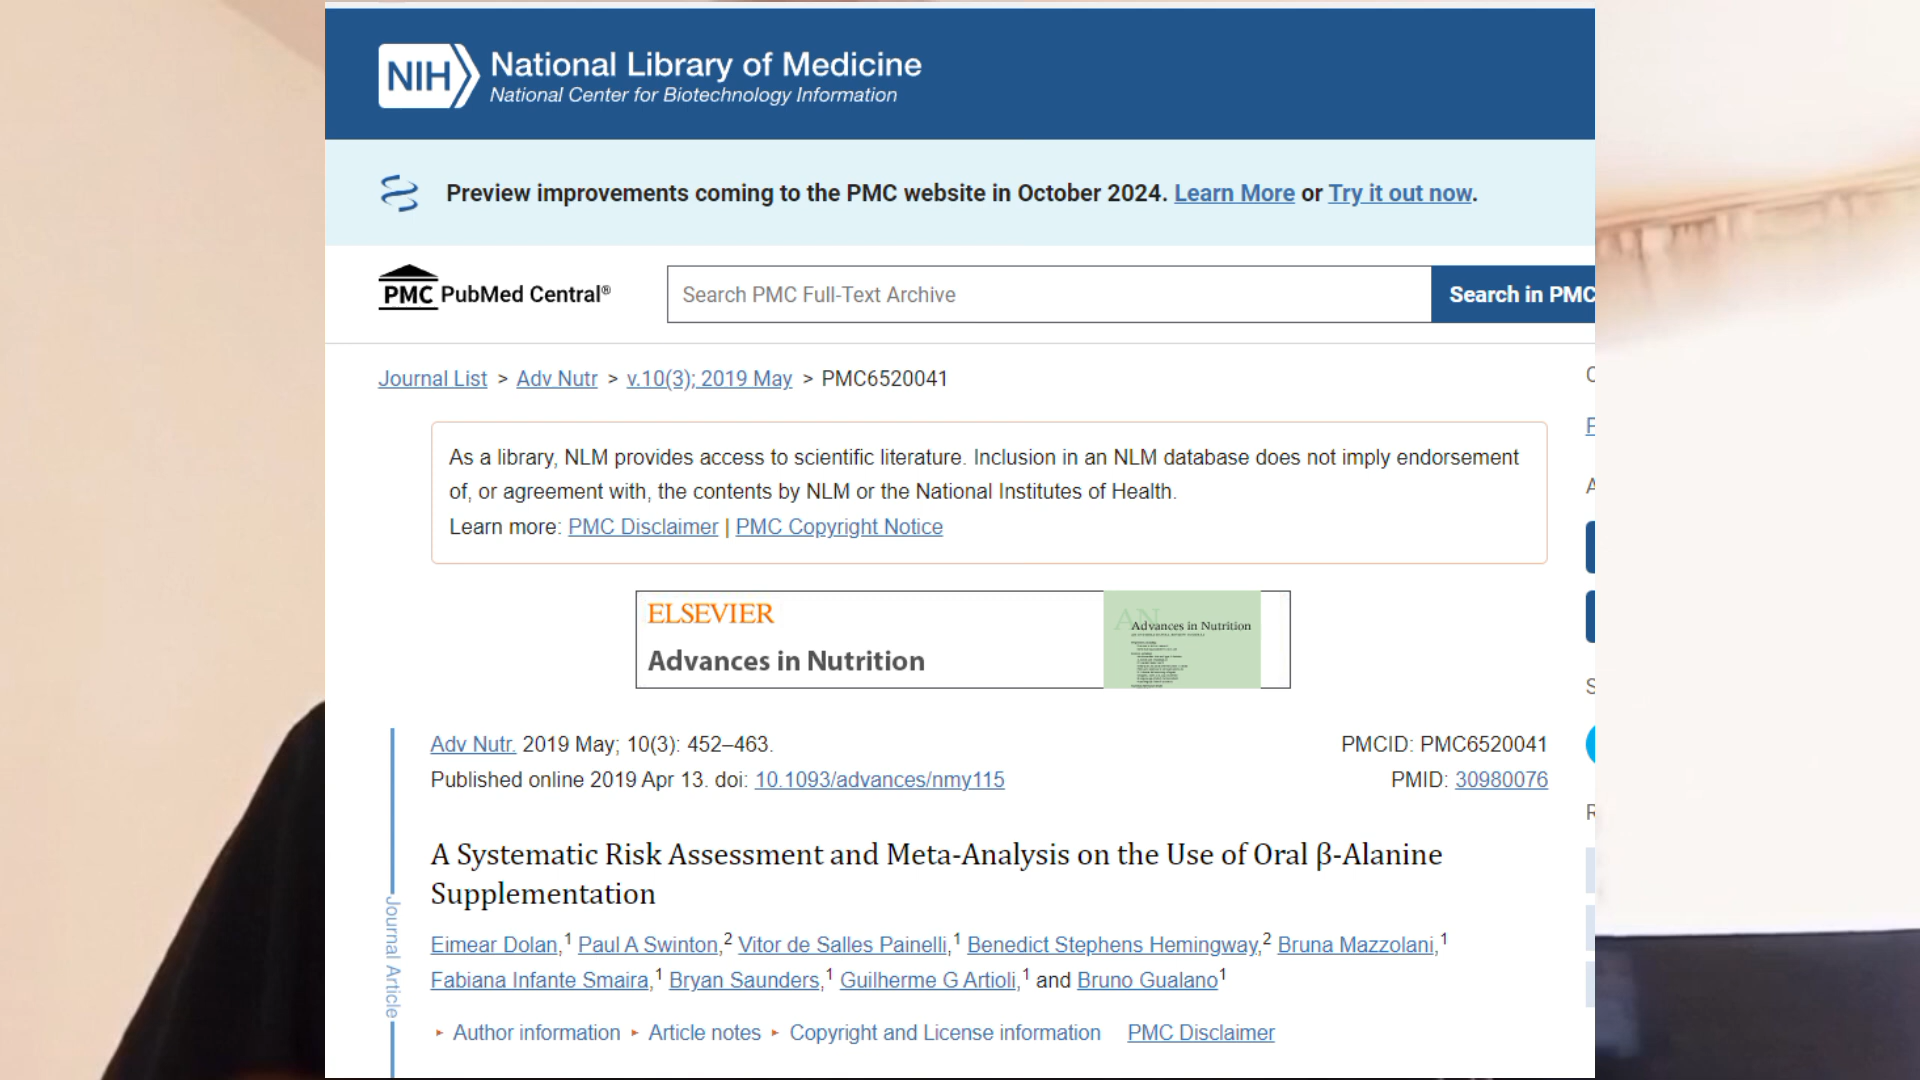 NIH National Library of Medicine
National Center for Biotechnology Information
Preview improvements coming to the PMC website in October 2024. Learn More or Try it out now.
PMC PubMed Central®
Search PMC Full-Text Archive
Search in PMC
Journal List > Adv Nutr > v.10(3); 2019 May > PMC6520041
As a library, NLM provides access to scientific literature. Inclusion in an NLM database does not imply endorsement
of, or agreement with, the contents by NLM or the National Institutes of Health.
Learn more: PMC Disclaimer | PMC Copyright Notice
ELSEVIER
Advances in Nutrition
AN
Advances in Nutrition
Adv Nutr. 2019 May; 10(3): 452–463.
PMCID: PMC6520041
Published online 2019 Apr 13. doi: 10.1093/advances/nmy115
PMID: 30980076
A Systematic Risk Assessment and Meta-Analysis on the Use of Oral β-Alanine
Supplementation
Journal Article
Eimear Dolan,1 Paul A Swinton,2 Vitor de Salles Painelli,1 Benedict Stephens Hemingway,2 Bruna Mazzolani,1
Fabiana Infante Smaira,1 Bryan Saunders,1 Guilherme G Artioli,1 and Bruno Gualano1
Author information
Article notes
Copyright and License information
PMC Disclaimer